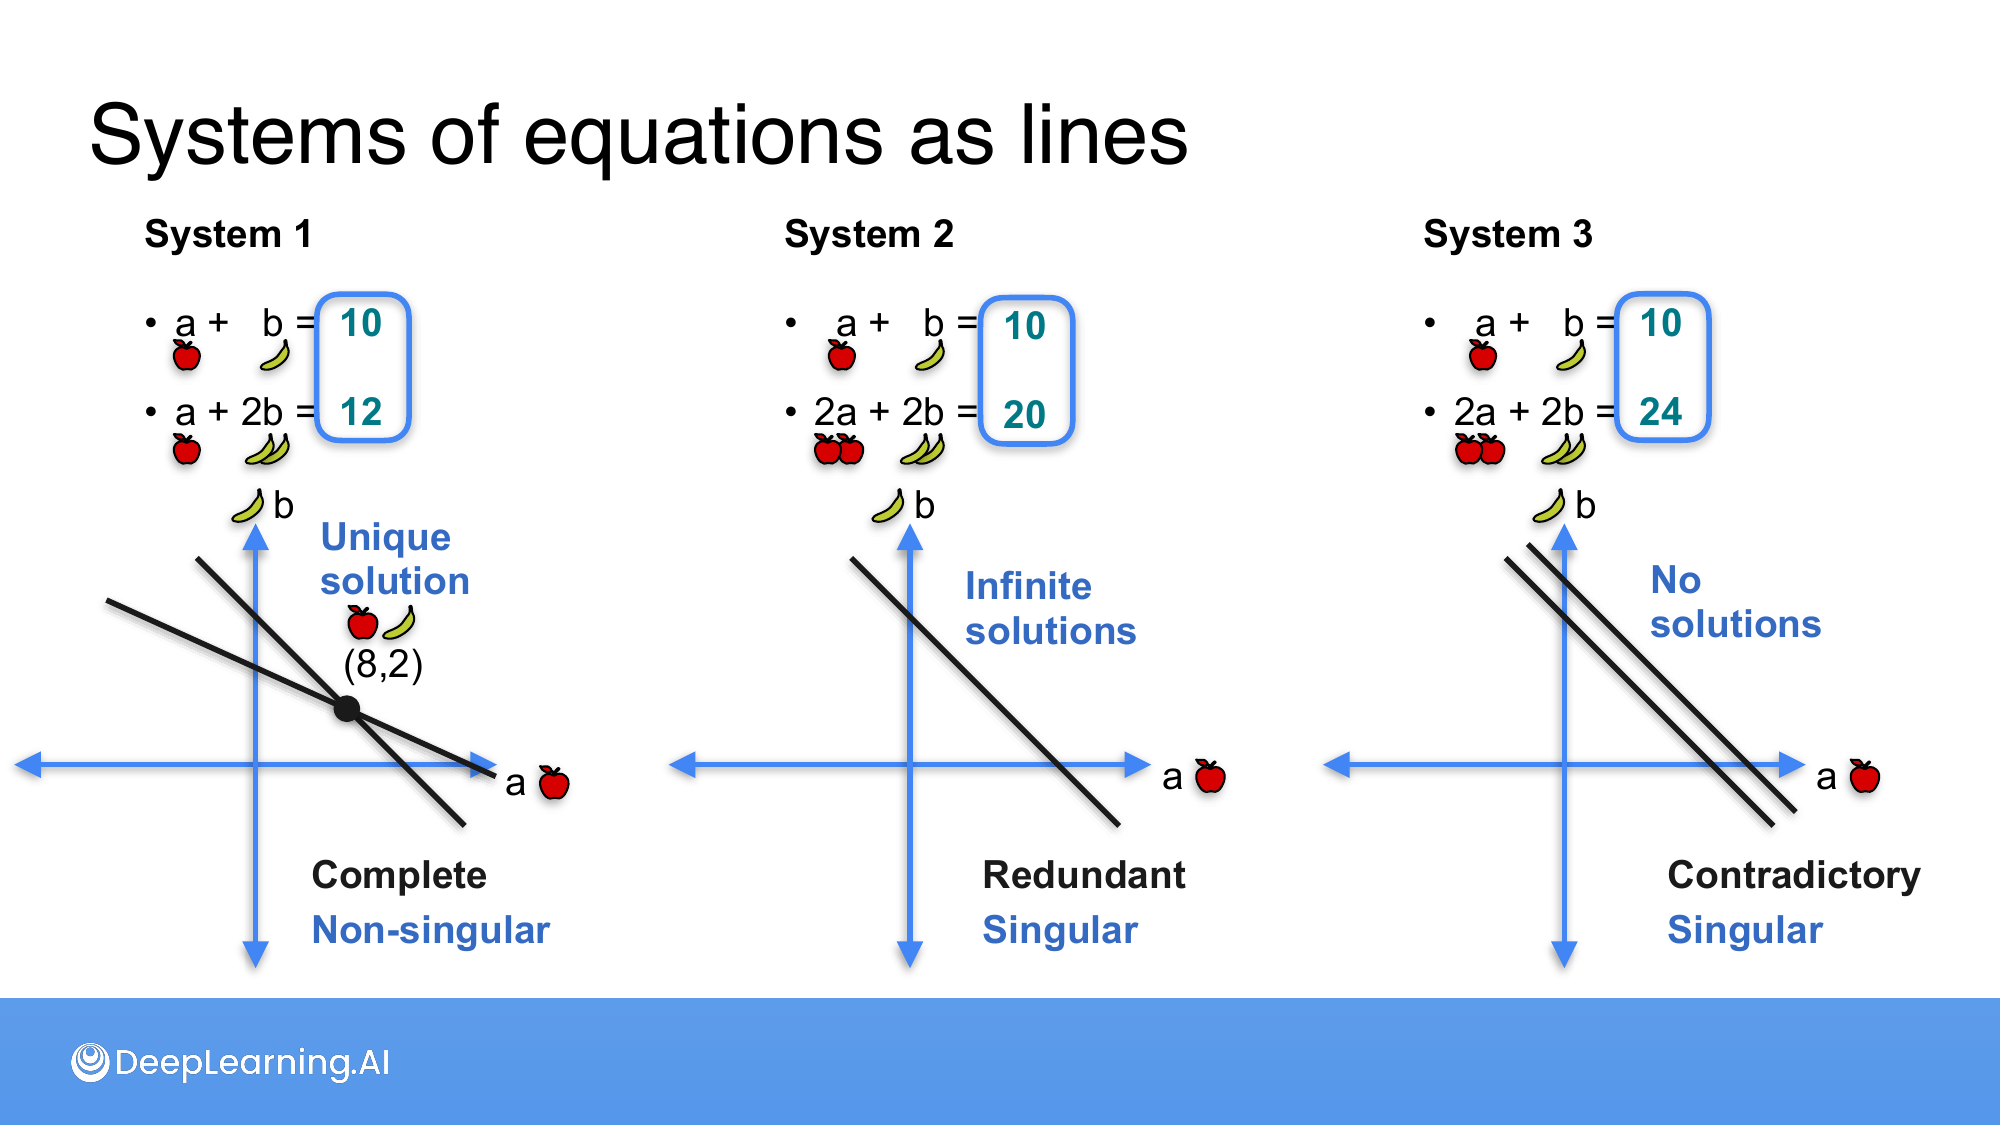 Systems of equations as lines
System 1
• a + b = 10
• a + 2b = 12
b
Unique
solution
(8,2)
a
Complete
Non-singular
System 2
• a + b = 10
• 2a + 2b = 20
b
Infinite
solutions
a
Redundant
Singular
System 3
• a + b = 10
• 2a + 2b = 24
b
No
solutions
a
Contradictory
Singular
DeepLearning.AI